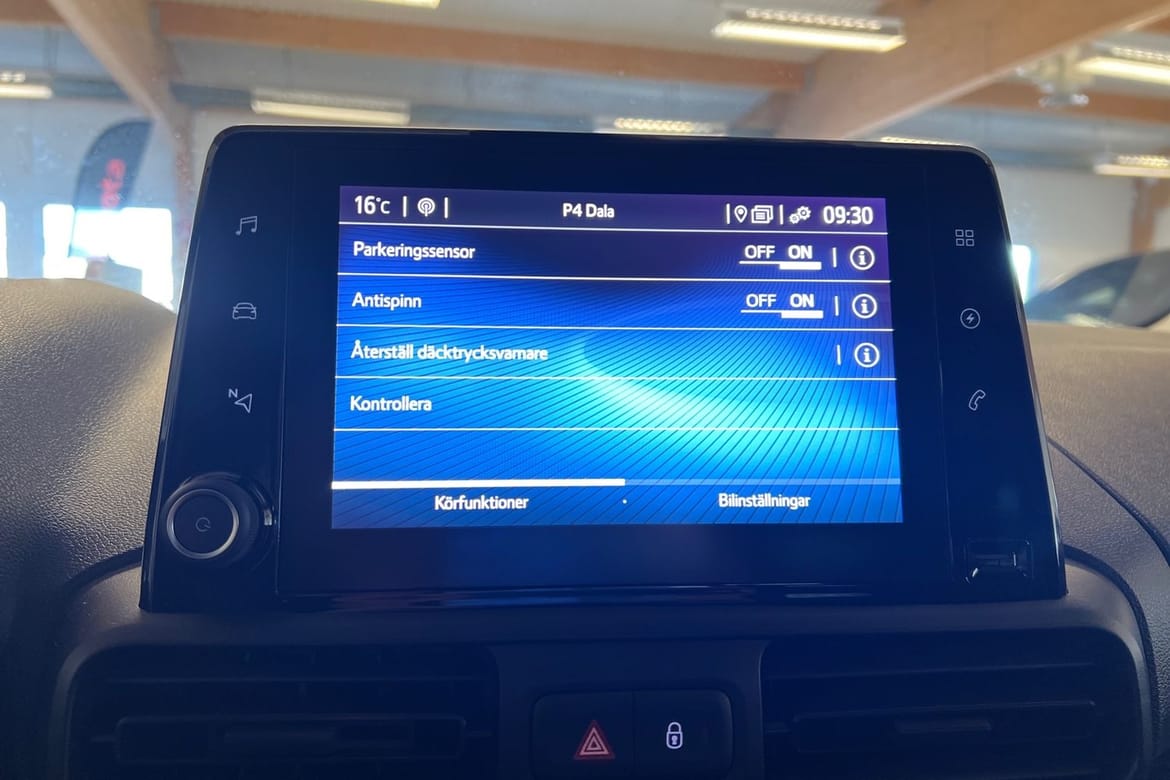 16°C P4 Dala 09:30
Parkeringssensor OFF ON
Antispinn OFF ON
Återställ däcktrycksvarnare
Kontrollera
Körfunktioner Bilinställningar
N